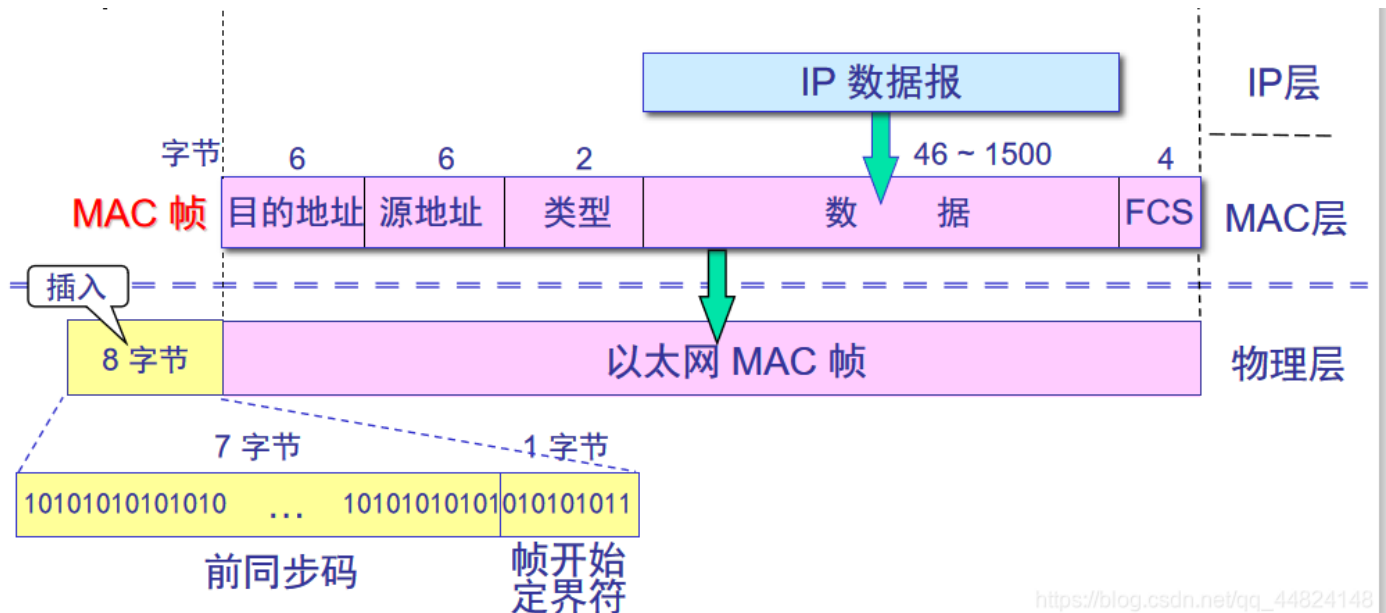 IP 数据报
IP层
字节 6 6 2 46 ~ 1500 4
MAC 帧 目的地址 源地址 类型 数 据 FCS MAC层
插入
8 字节 以太网 MAC 帧 物理层
7 字节 1 字节
10101010101010 ... 10101010101 010101011
前同步码
帧开始
定界符
https://blog.csdn.net/qq_44824148